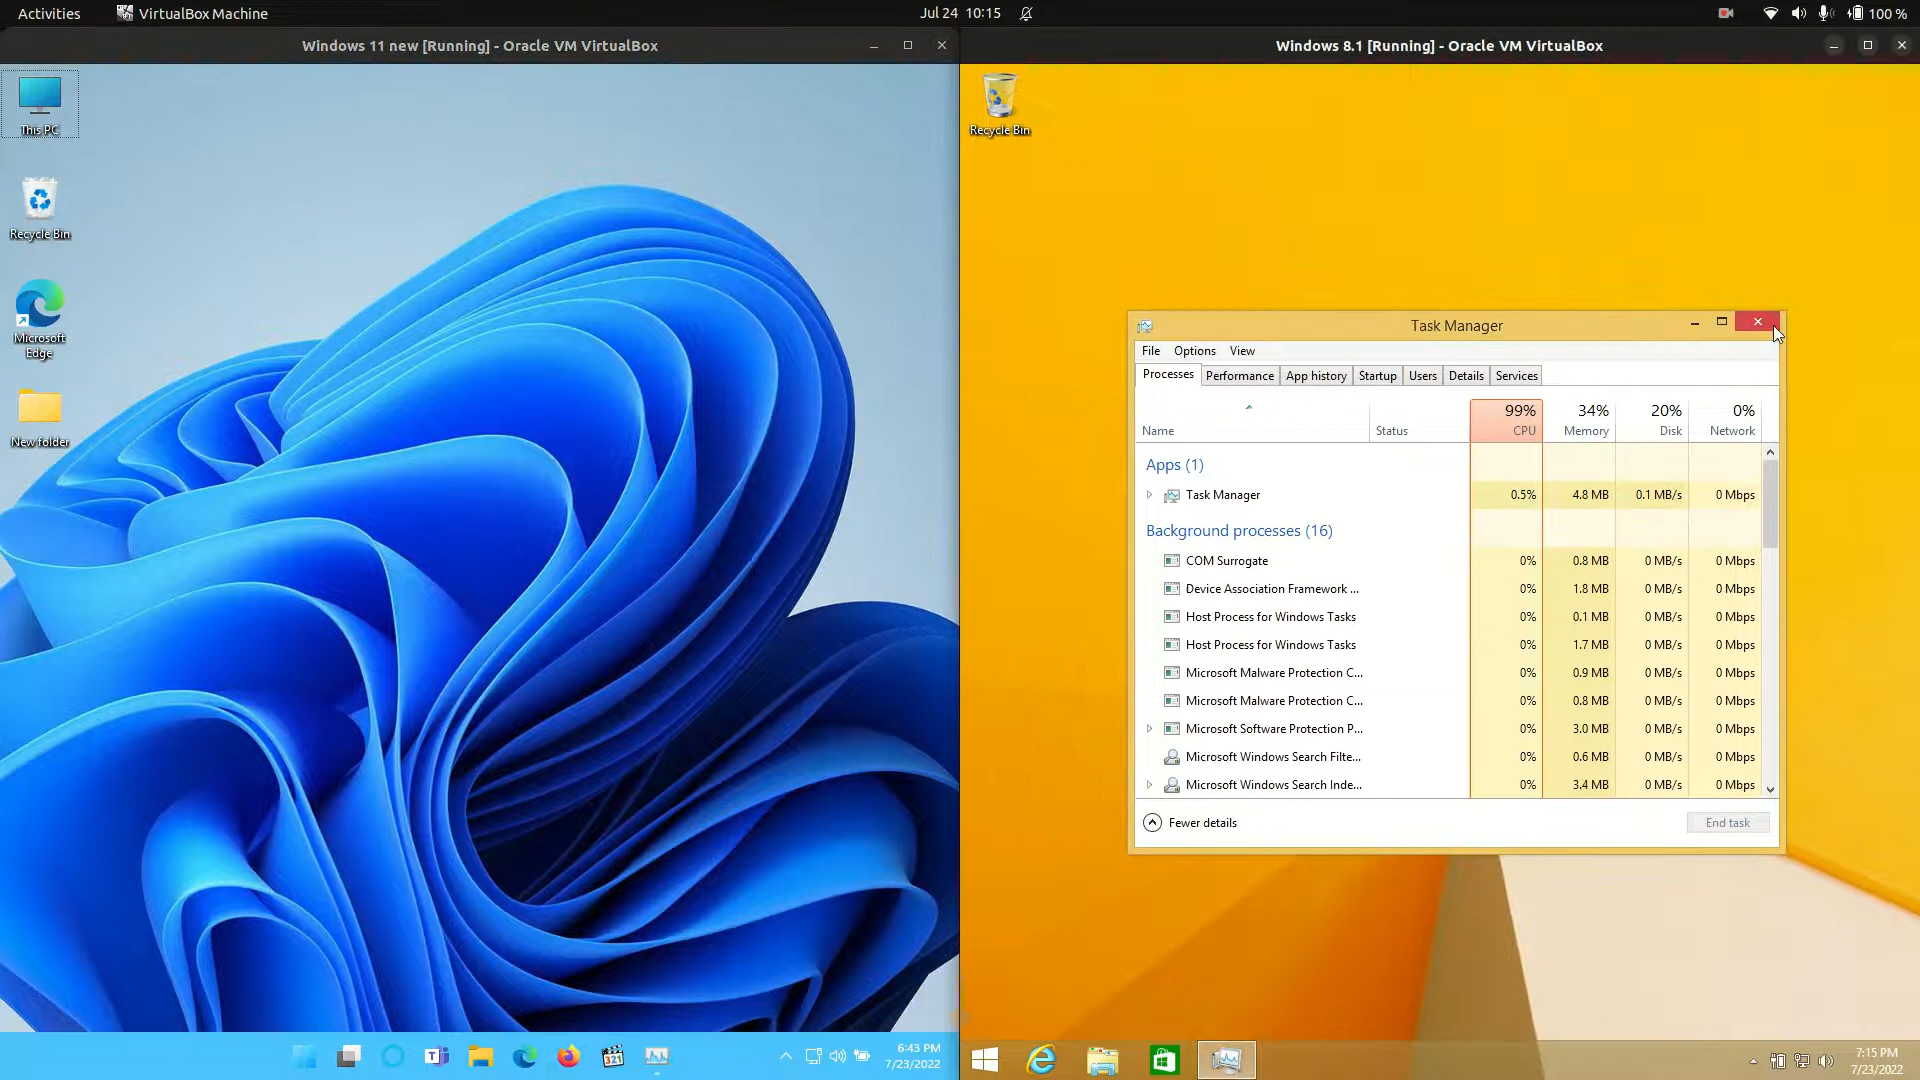 Activities
VirtualBox Machine
Jul 24 10:15
100 %
Windows 11 new [Running] - Oracle VM VirtualBox
This PC
Recycle Bin
Microsoft
Edge
New folder
321
6:43 PM
7/23/2022
Windows 8.1 [Running] - Oracle VM VirtualBox
Recycle Bin
Task Manager
File Options View
Processes Performance App history Startup Users Details Services
99% 34% 20% 0%
Name Status CPU Memory Disk Network
Apps (1)
Task Manager 0.5% 4.8 MB 0.1 MB/s 0 Mbps
Background processes (16)
COM Surrogate 0% 0.8 MB 0 MB/s 0 Mbps
Device Association Framework ... 0% 1.8 MB 0 MB/s 0 Mbps
Host Process for Windows Tasks 0% 0.1 MB 0 MB/s 0 Mbps
Host Process for Windows Tasks 0% 1.7 MB 0 MB/s 0 Mbps
Microsoft Malware Protection C... 0% 0.9 MB 0 MB/s 0 Mbps
Microsoft Malware Protection C... 0% 0.8 MB 0 MB/s 0 Mbps
Microsoft Software Protection P... 0% 3.0 MB 0 MB/s 0 Mbps
Microsoft Windows Search Filte... 0% 0.6 MB 0 MB/s 0 Mbps
Microsoft Windows Search Inde... 0% 3.4 MB 0 MB/s 0 Mbps
Fewer details
End task
7:15 PM
7/23/2022